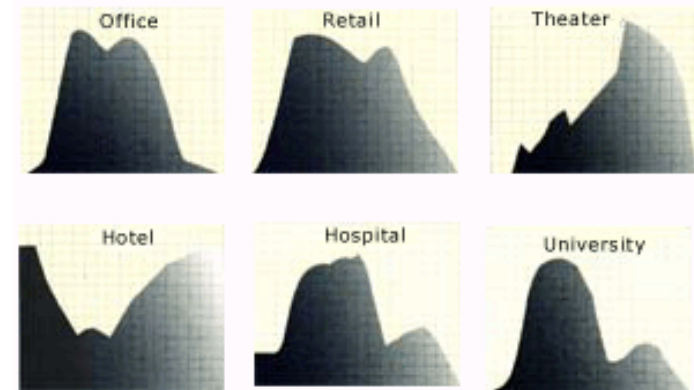 Office
Retail
Theater
Hotel
Hospital
University